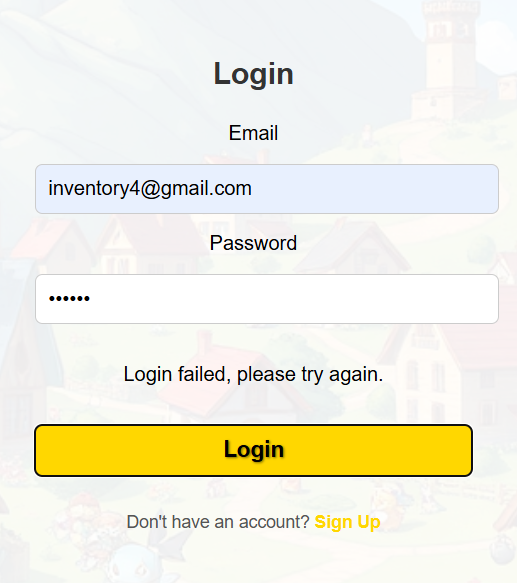 Login
Email
inventory4@gmail.com
Password
••••••
Login failed, please try again.
Login
Don't have an account? Sign Up